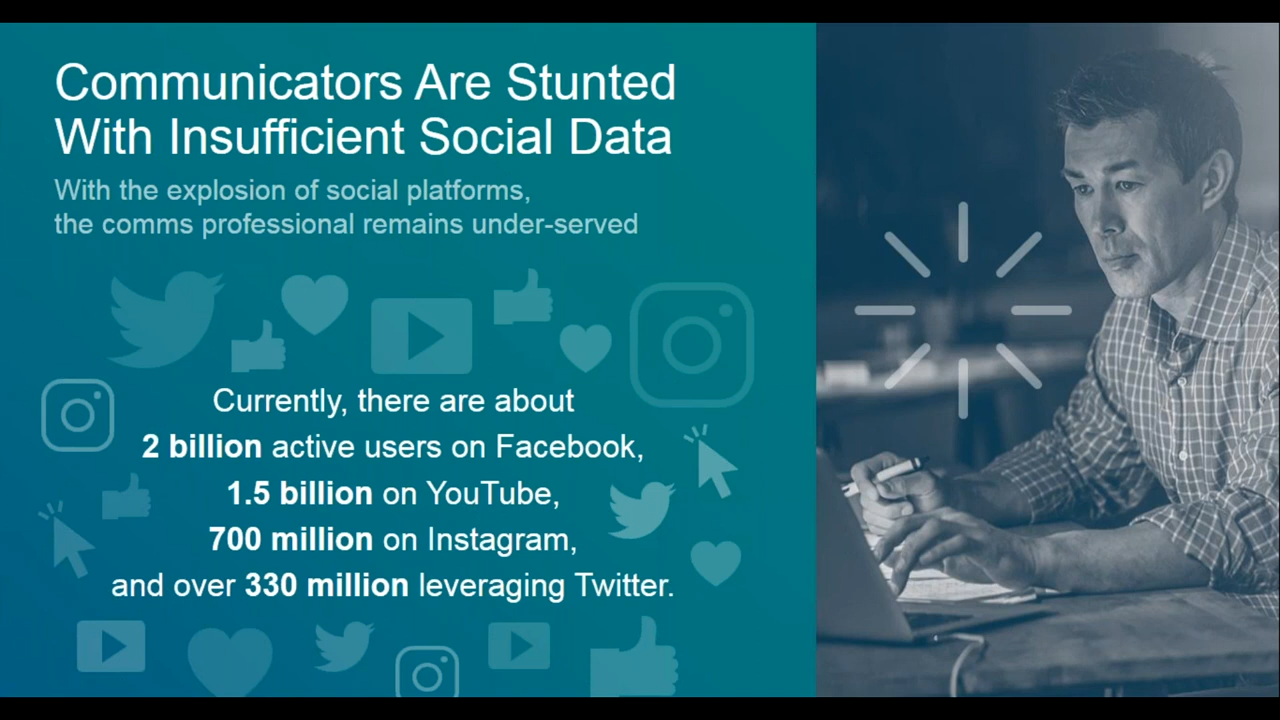 Communicators Are Stunted
With Insufficient Social Data
With the explosion of social platforms,
the comms professional remains under-served
Currently, there are about
2 billion active users on Facebook,
1.5 billion on YouTube,
700 million on Instagram,
and over 330 million leveraging Twitter.